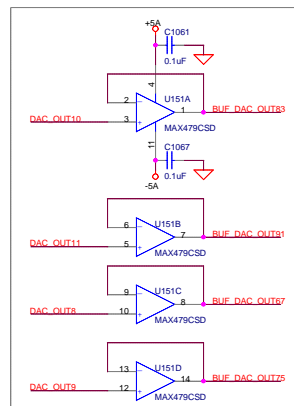 +5A
C1061
0.1uF
4
U151A
2
-
1
BUF_DAC_OUT83
DAC_OUT10
3
+
MAX479CSD
11
C1067
0.1uF
-5A
U151B
6
-
7
BUF_DAC_OUT91
DAC_OUT11
5
+
MAX479CSD
U151C
9
-
8
BUF_DAC_OUT67
DAC_OUT8
10
+
MAX479CSD
U151D
13
-
14
BUF_DAC_OUT75
DAC_OUT9
12
+
MAX479CSD